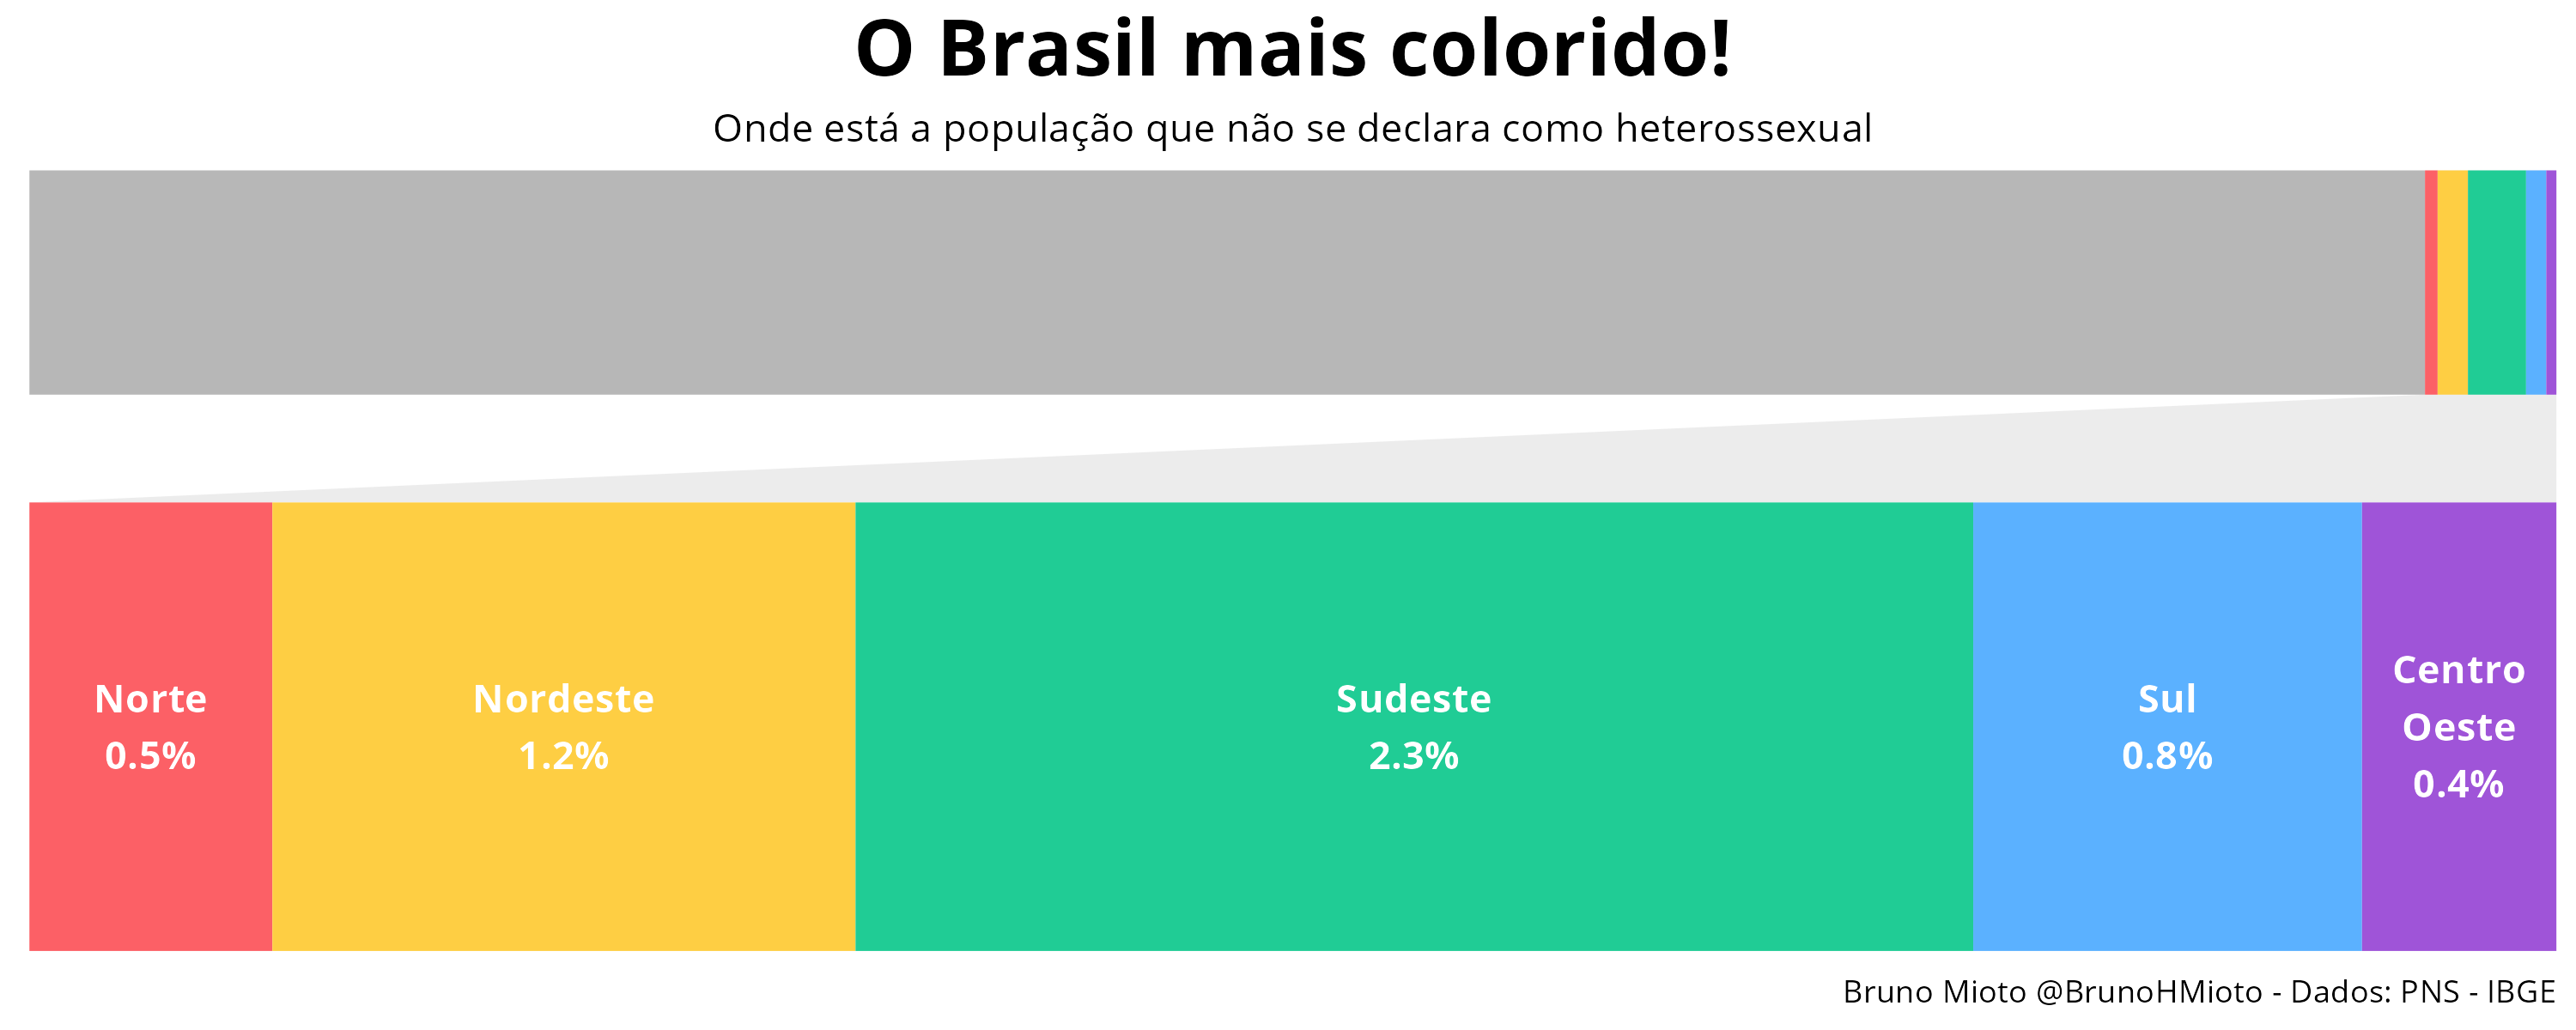 O Brasil mais colorido!
Onde está a população que não se declara como heterossexual
Norte
0.5%
Nordeste
1.2%
Sudeste
2.3%
Sul
0.8%
Centro
Oeste
0.4%
Bruno Mioto @BrunoHMioto - Dados: PNS - IBGE